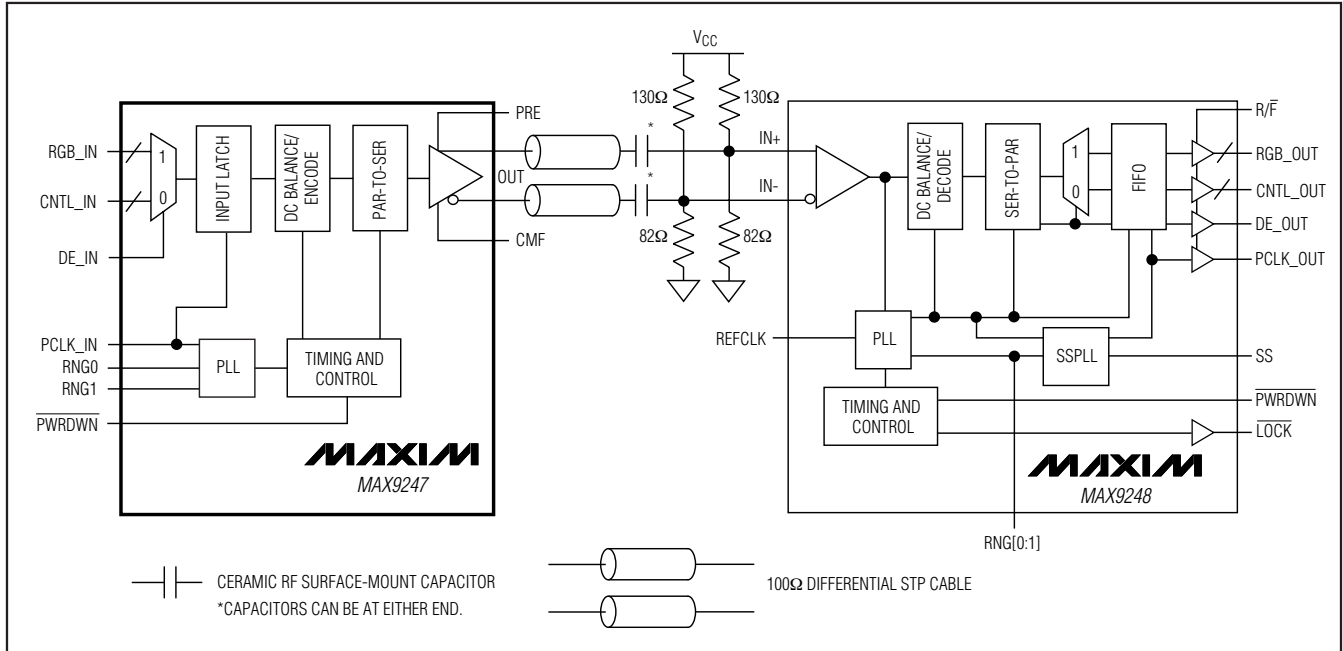 VCC
130Ω
130Ω
PRE
R/F̅
RGB_IN
1
INPUT LATCH
DC BALANCE/
ENCODE
PAR-TO-SER
*
IN+
DC BALANCE/
DECODE
SER-TO-PAR
1
FIFO
RGB_OUT
OUT
CNTL_IN
0
*
IN-
0
CNTL_OUT
DE_OUT
CMF
82Ω
82Ω
DE_IN
PCLK_OUT
PCLK_IN
RNG0
RNG1
PLL
TIMING AND
CONTROL
REFCLK
PLL
SSPLL
SS
P̅W̅R̅D̅W̅N̅
TIMING AND
CONTROL
P̅W̅R̅D̅W̅N̅
L̅O̅C̅K̅
MAXIM
MAX9247
MAXIM
MAX9248
RNG[0:1]
CERAMIC RF SURFACE-MOUNT CAPACITOR
*CAPACITORS CAN BE AT EITHER END.
100Ω DIFFERENTIAL STP CABLE